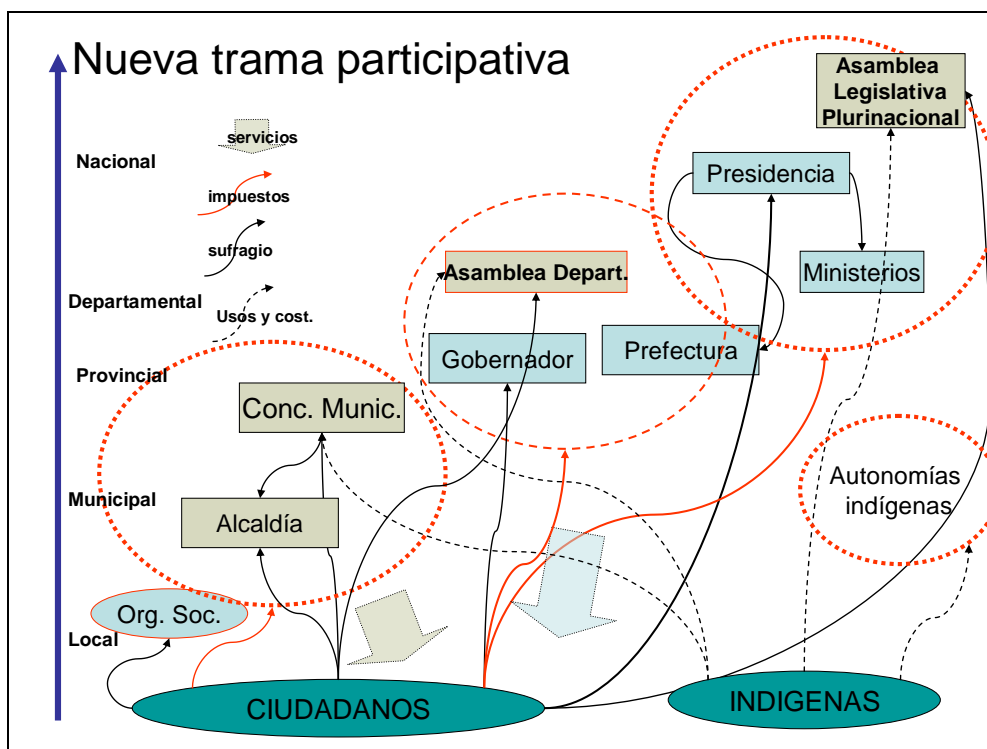 Nueva trama participativa
Asamblea
Legislativa
Plurinacional
servicios
Nacional
Presidencia
impuestos
sufragio
Asamblea Depart.
Ministerios
Departamental
Usos y cost.
Gobernador
Prefectura
Provincial
Conc. Munic.
Autonomías
indígenas
Municipal
Alcaldía
Org. Soc.
Local
CIUDADANOS
INDIGENAS